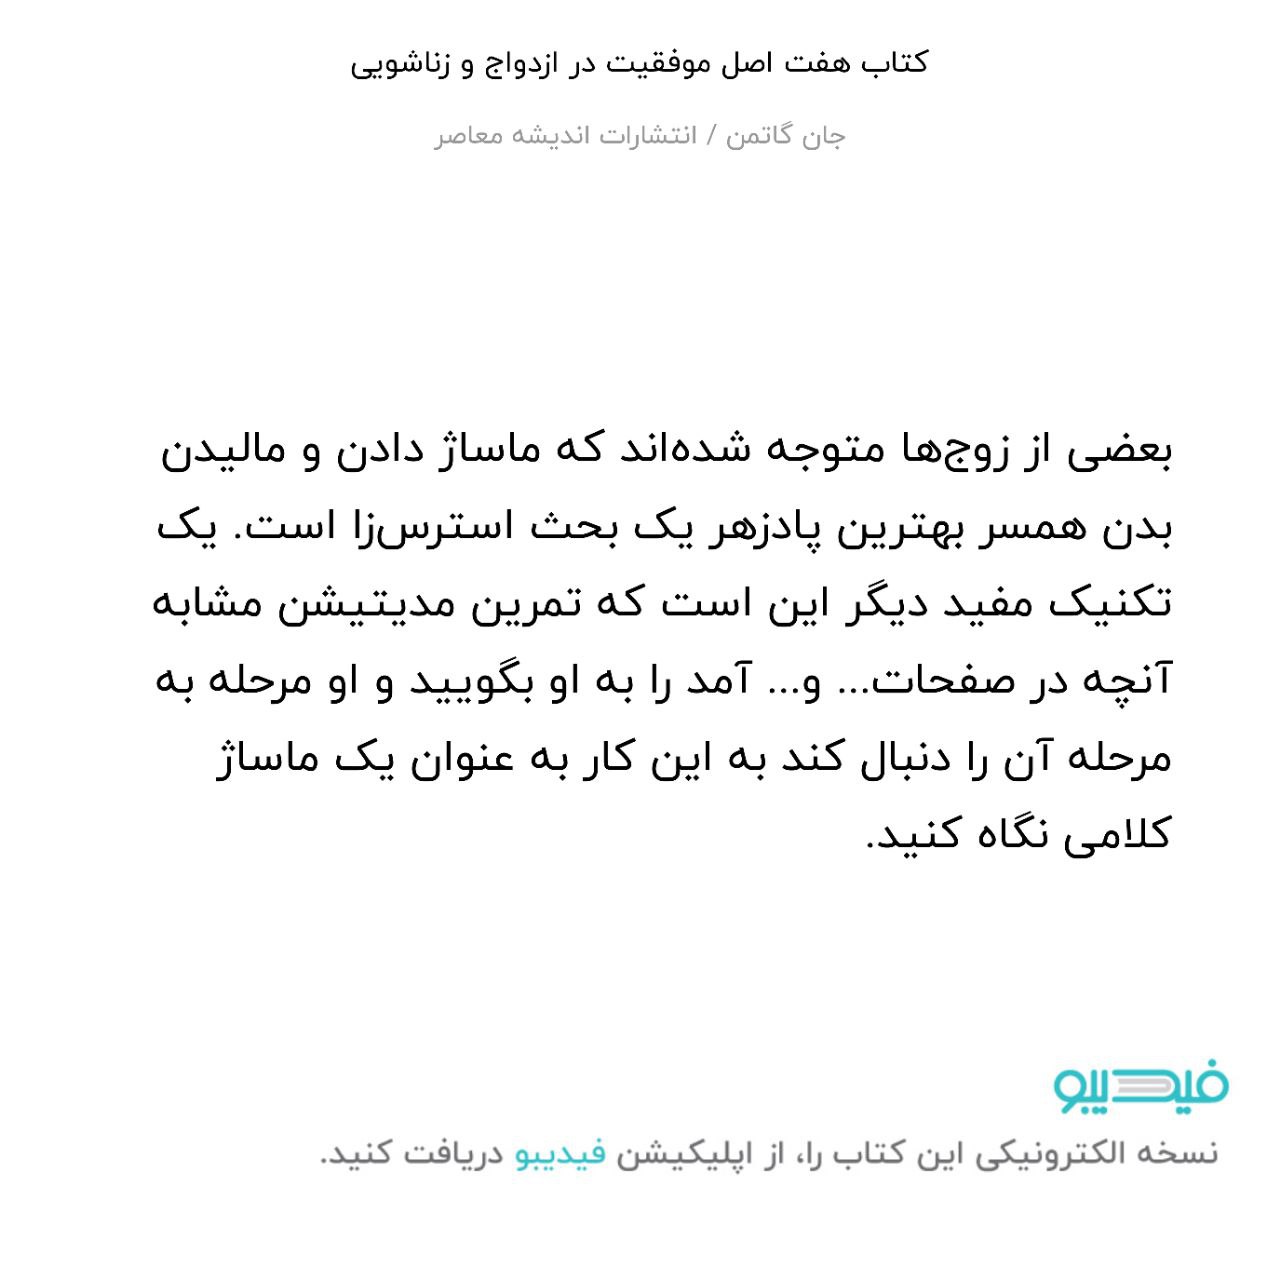 کتاب هفت اصل موفقیت در ازدواج و زناشویی
جان گاتمن / انتشارات اندیشه معاصر
بعضی از زوج‌ها متوجه شده‌اند که ماساژ دادن و مالیدن
بدن همسر بهترین پادزهر یک بحث استرس‌زا است. یک
تکنیک مفید دیگر این است که تمرین مدیتیشن مشابه
آنچه در صفحات... و... آمد را به او بگویید و او مرحله به
مرحله آن را دنبال کند به این کار به عنوان یک ماساژ
کلامی نگاه کنید.
فیدیبو
نسخه الکترونیکی این کتاب را، از اپلیکیشن فیدیبو دریافت کنید.